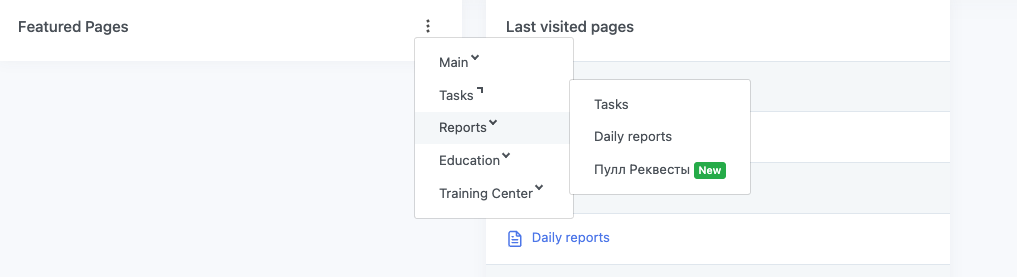 Featured Pages
Last visited pages
Main
Tasks
Reports
Education
Training Center
Tasks
Daily reports
Пулл Реквесты New
Daily reports